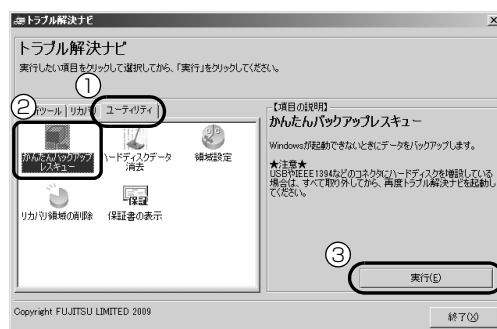 トラブル解決ナビ
トラブル解決ナビ
実行したい項目をクリックして選択してから、「実行」をクリックしてください。
①
②
ツール
リカバリ
ユーティリティ
かんたんバックアップ
レスキュー
ハードディスクデータ
消去
領域設定
リカバリ領域の削除
保証
保証書の表示
【項目の説明】
かんたんバックアップレスキュー
Windowsが起動できないときにデータをバックアップします。
★注意★
USBやIEEE1394などのコネクタにハードディスクを増設している
場合は、すべて取り外してから、再度トラブル解決ナビを起動し
てください。
③
実行(E)
Copyright FUJITSU LIMITED 2009
終了(X)